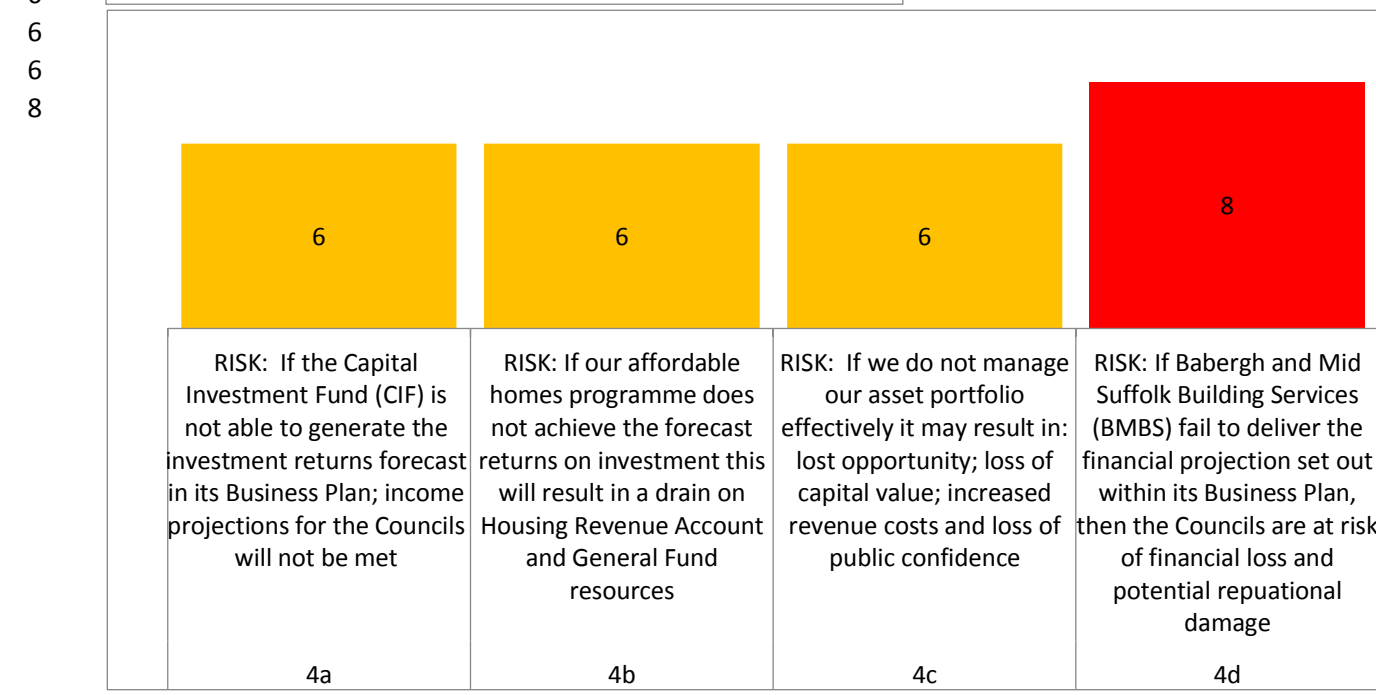 6
6
8
6
6
6
8
RISK:  If the Capital
Investment Fund (CIF) is
not able to generate the
investment returns forecast
in its Business Plan; income
projections for the Councils
will not be met
4a
RISK: If our affordable
homes programme does
not achieve the forecast
returns on investment this
will result in a drain on
Housing Revenue Account
and General Fund
resources
4b
RISK:  If we do not manage
our asset portfolio
effectively it may result in:
lost opportunity; loss of
capital value; increased
revenue costs and loss of
public confidence
4c
RISK: If Babergh and Mid
Suffolk Building Services
(BMBS) fail to deliver the
financial projection set out
within its Business Plan,
then the Councils are at risk
of financial loss and
potential repuational
damage
4d